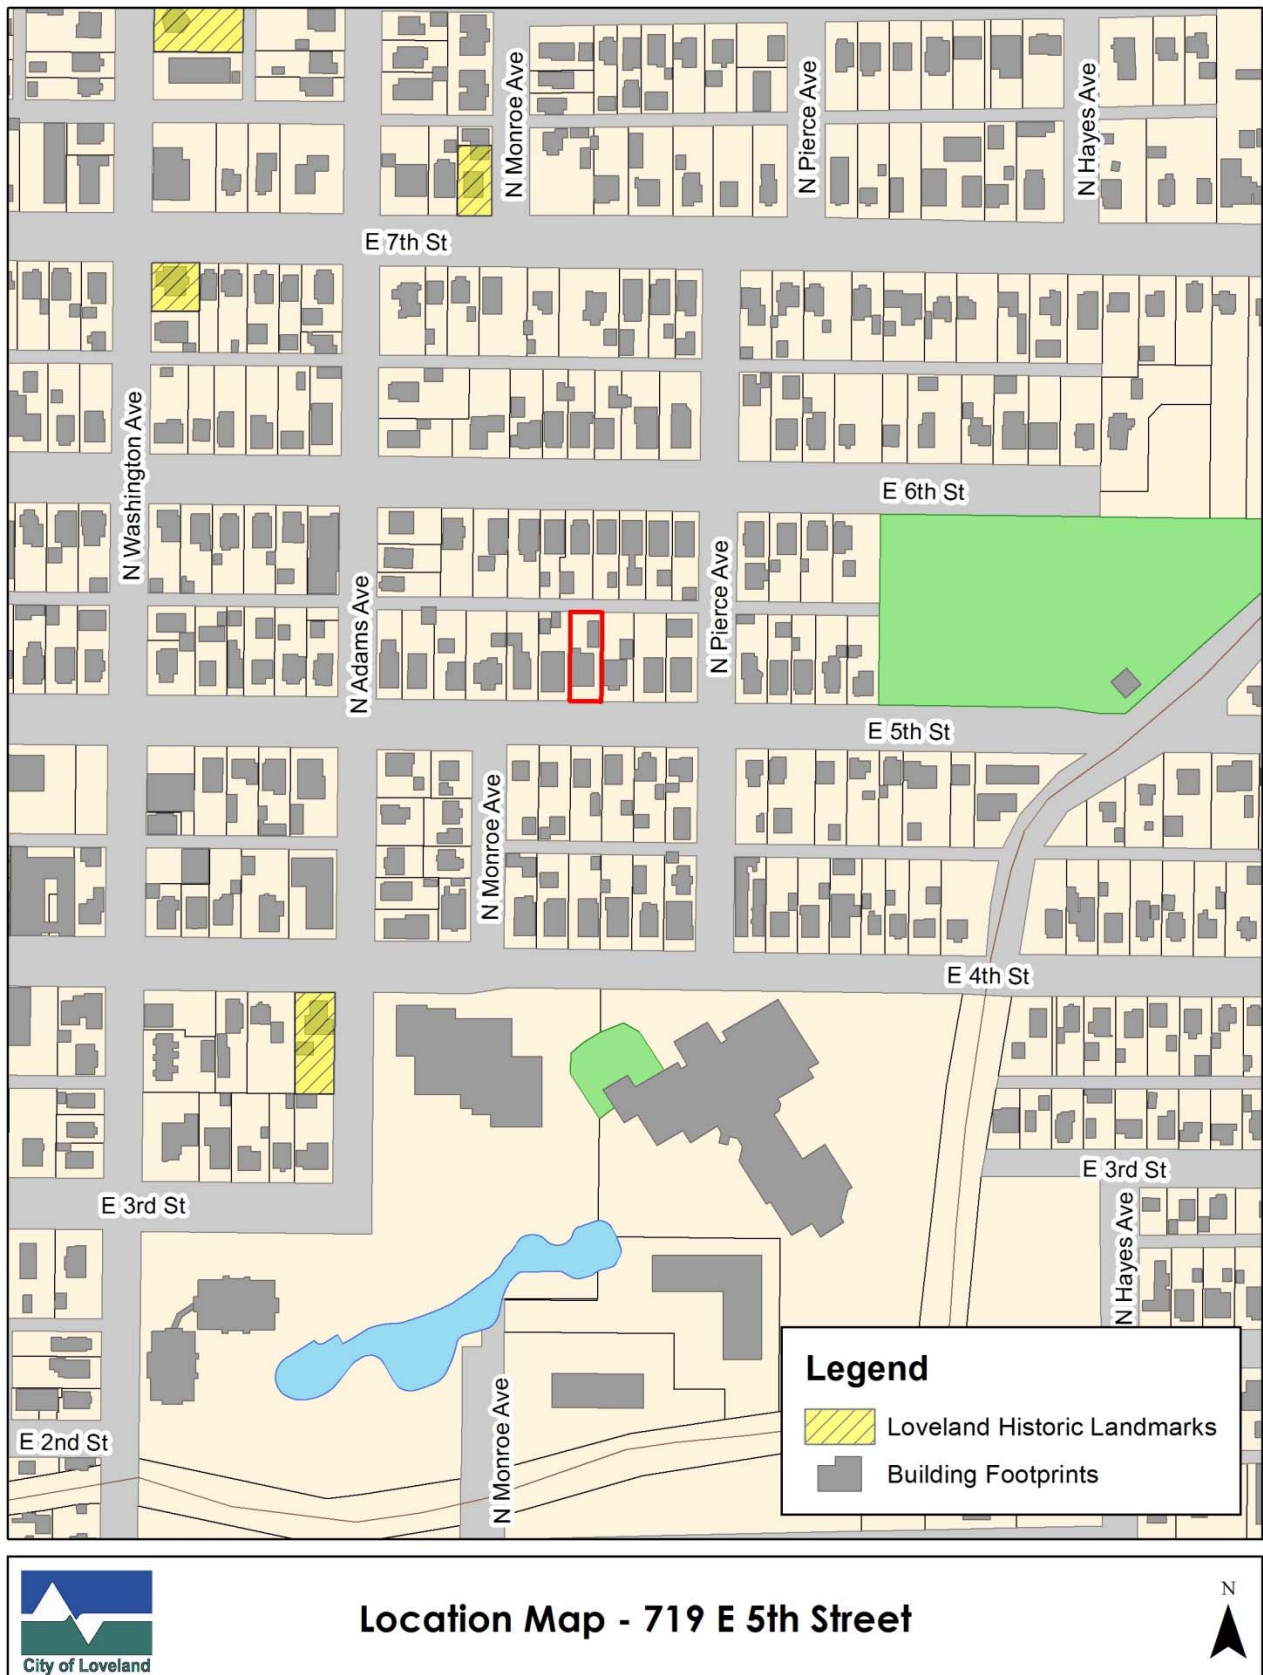 N Monroe Ave
N Pierce Ave
N Hayes Ave
E 7th St
N Washington Ave
E 6th St
N Adams Ave
N Pierce Ave
E 5th St
N Monroe Ave
E 4th St
E 3rd St
E 3rd St
N Hayes Ave
N Monroe Ave
E 2nd St
Legend
Loveland Historic Landmarks
Building Footprints
City of Loveland
Location Map - 719 E 5th Street
N